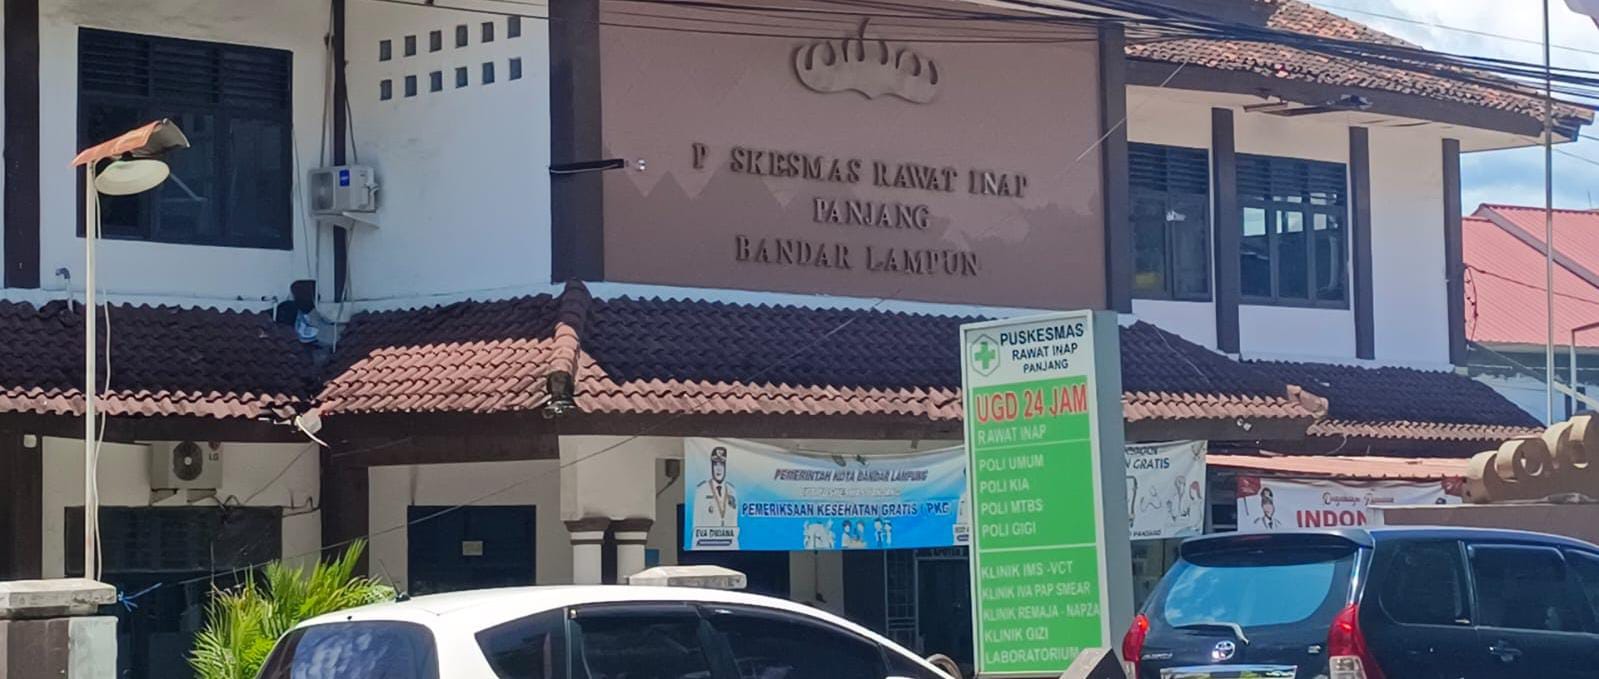 P SKESMAS RAWAT INAP
PANJANG
BANDAR LAMPUN
PUSKESMAS
RAWAT INAP
PANJANG
UGD 24 JAM
RAWAT INAP
POLI UMUM
POLI KIA
POLI MTBS
POLI GIGI
KLINIK IMS -VCT
KLINIK IVA PAP SMEAR
KLINIK REMAJA - NAPZA
KLINIK GIZI
LABORATORIUM
PEMERINTAH KOTA BANDAR LAMPUNG
PEMERIKSAAN KESEHATAN GRATIS PKG
EVA DWIANA
GRATIS
INDON
LG